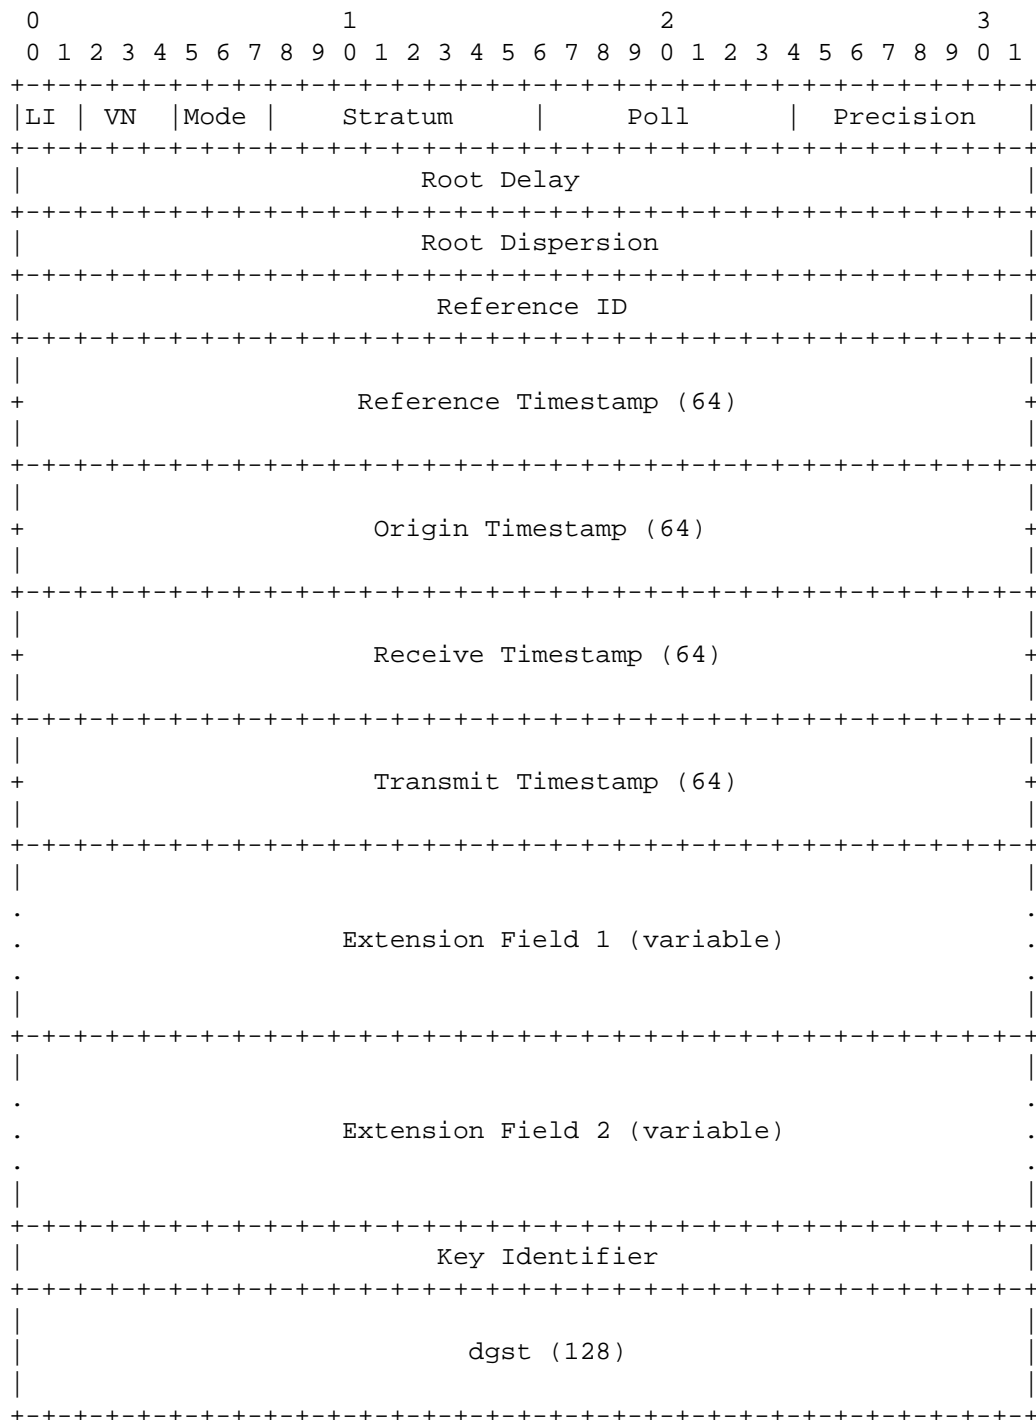 0                   1                   2                   3
 0 1 2 3 4 5 6 7 8 9 0 1 2 3 4 5 6 7 8 9 0 1 2 3 4 5 6 7 8 9 0 1
+-+-+-+-+-+-+-+-+-+-+-+-+-+-+-+-+-+-+-+-+-+-+-+-+-+-+-+-+-+-+-+-+
|LI | VN  |Mode |    Stratum     |     Poll      |  Precision   |
+-+-+-+-+-+-+-+-+-+-+-+-+-+-+-+-+-+-+-+-+-+-+-+-+-+-+-+-+-+-+-+-+
|                         Root Delay                            |
+-+-+-+-+-+-+-+-+-+-+-+-+-+-+-+-+-+-+-+-+-+-+-+-+-+-+-+-+-+-+-+-+
|                         Root Dispersion                       |
+-+-+-+-+-+-+-+-+-+-+-+-+-+-+-+-+-+-+-+-+-+-+-+-+-+-+-+-+-+-+-+-+
|                          Reference ID                         |
+-+-+-+-+-+-+-+-+-+-+-+-+-+-+-+-+-+-+-+-+-+-+-+-+-+-+-+-+-+-+-+-+
|                                                               |
+                     Reference Timestamp (64)                  +
|                                                               |
+-+-+-+-+-+-+-+-+-+-+-+-+-+-+-+-+-+-+-+-+-+-+-+-+-+-+-+-+-+-+-+-+
|                                                               |
+                      Origin Timestamp (64)                    +
|                                                               |
+-+-+-+-+-+-+-+-+-+-+-+-+-+-+-+-+-+-+-+-+-+-+-+-+-+-+-+-+-+-+-+-+
|                                                               |
+                      Receive Timestamp (64)                   +
|                                                               |
+-+-+-+-+-+-+-+-+-+-+-+-+-+-+-+-+-+-+-+-+-+-+-+-+-+-+-+-+-+-+-+-+
|                                                               |
+                      Transmit Timestamp (64)                  +
|                                                               |
+-+-+-+-+-+-+-+-+-+-+-+-+-+-+-+-+-+-+-+-+-+-+-+-+-+-+-+-+-+-+-+-+
|                                                               |
.                                                               .
.                    Extension Field 1 (variable)               .
.                                                               .
|                                                               |
+-+-+-+-+-+-+-+-+-+-+-+-+-+-+-+-+-+-+-+-+-+-+-+-+-+-+-+-+-+-+-+-+
|                                                               |
.                                                               .
.                    Extension Field 2 (variable)               .
.                                                               .
|                                                               |
+-+-+-+-+-+-+-+-+-+-+-+-+-+-+-+-+-+-+-+-+-+-+-+-+-+-+-+-+-+-+-+-+
|                          Key Identifier                       |
+-+-+-+-+-+-+-+-+-+-+-+-+-+-+-+-+-+-+-+-+-+-+-+-+-+-+-+-+-+-+-+-+
|                                                               |
|                            dgst (128)                         |
|                                                               |
+-+-+-+-+-+-+-+-+-+-+-+-+-+-+-+-+-+-+-+-+-+-+-+-+-+-+-+-+-+-+-+-+